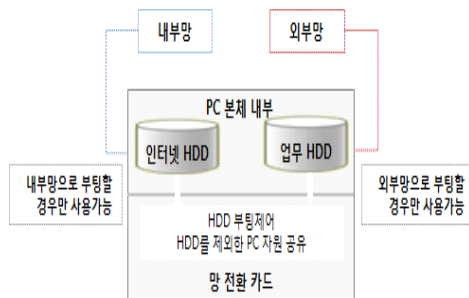 내부망
외부망
PC 본체 내부
인터넷 HDD
업무 HDD
내부망으로 부팅할
경우만 사용가능
외부망으로 부팅할
경우만 사용가능
HDD 부팅제어
HDD를 제외한 PC 자원 공유
망 전환 카드